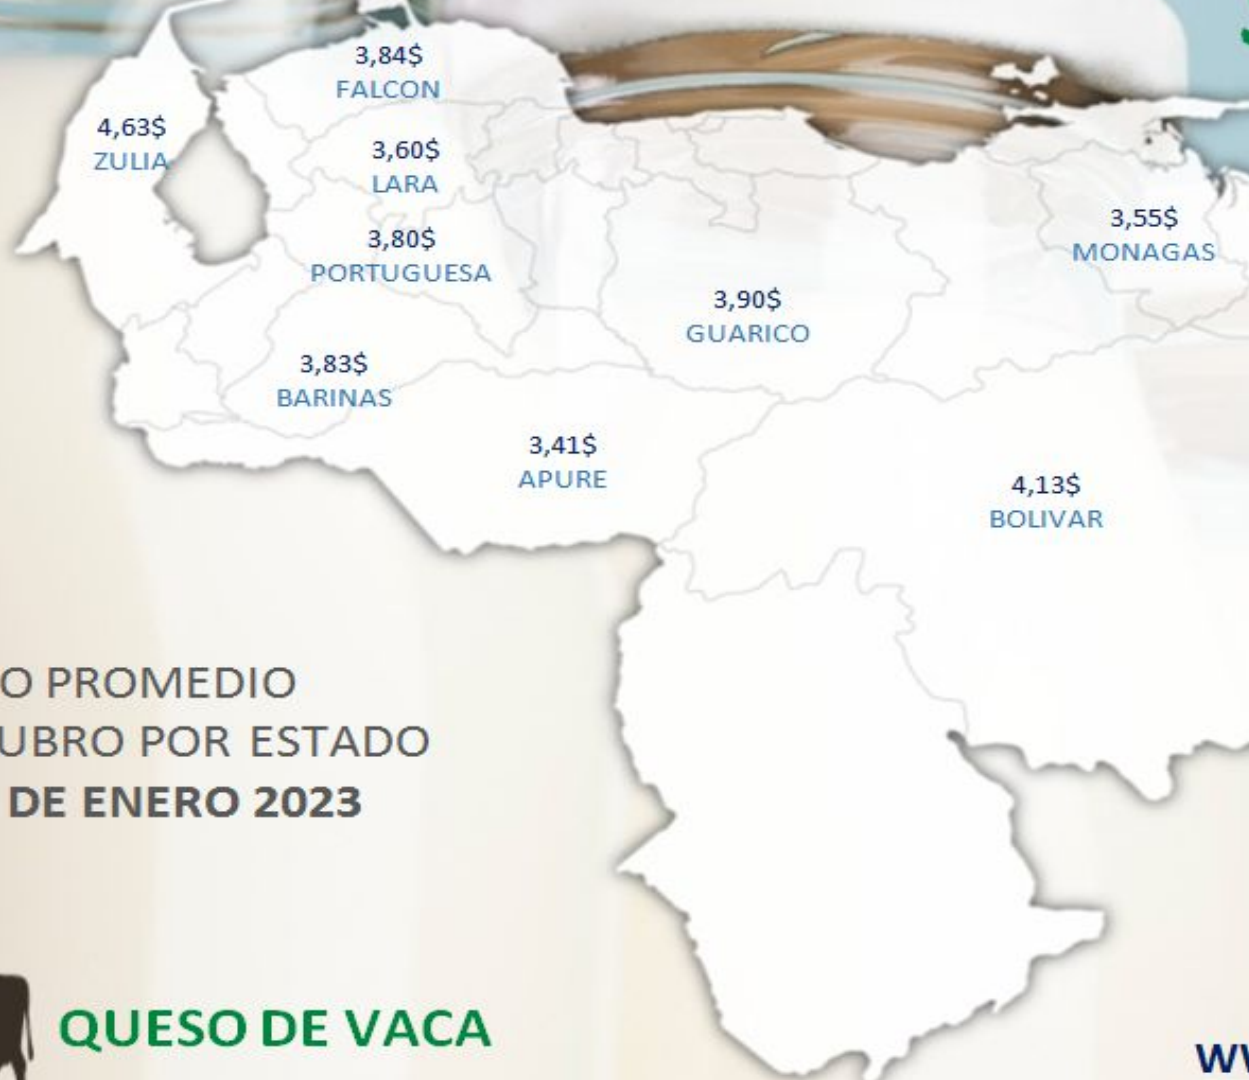 3,84$
FALCON
4,63$
ZULIA
3,60$
LARA
3,55$
MONAGAS
3,80$
PORTUGUESA
3,90$
GUARICO
3,83$
BARINAS
3,41$
APURE
4,13$
BOLIVAR
O PROMEDIO
UBRO POR ESTADO
DE ENERO 2023
QUESO DE VACA